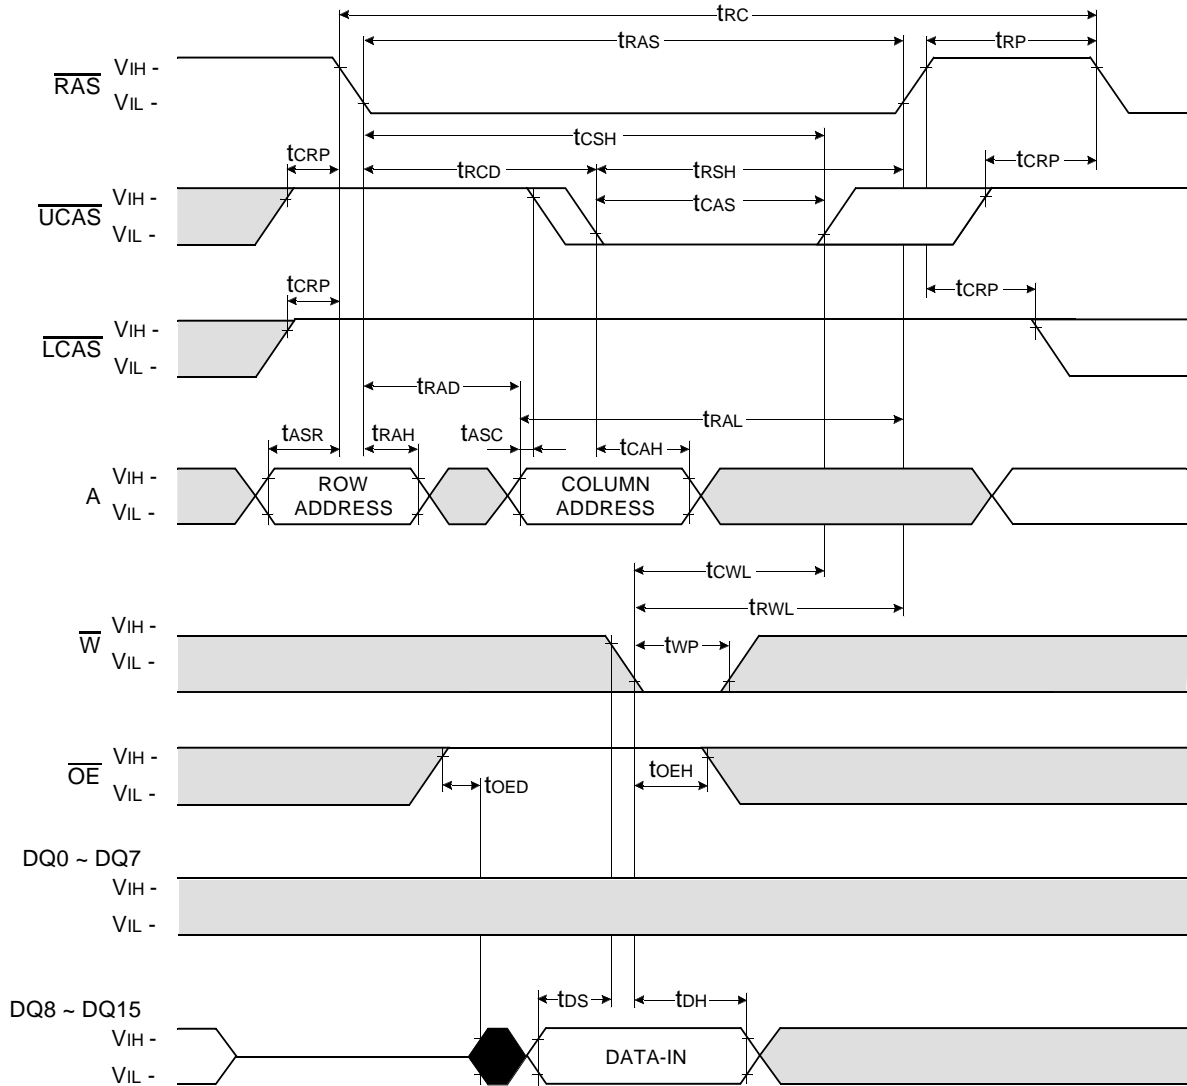 tRC
tRAS
tRP
RAS
VIH -
VIL -
tCSH
tCRP
tRCD
tRSH
tCRP
UCAS
VIH -
VIL -
tCAS
tCRP
tCRP
LCAS
VIH -
VIL -
tRAD
tRAL
tASR
tRAH
tASC
tCAH
A
VIH -
VIL -
ROW
ADDRESS
COLUMN
ADDRESS
tCWL
tRWL
W
VIH -
VIL -
tWP
OE
VIH -
VIL -
tOED
tOEH
DQ0 ~ DQ7
VIH -
VIL -
tDS
tDH
DQ8 ~ DQ15
VIH -
VIL -
DATA-IN